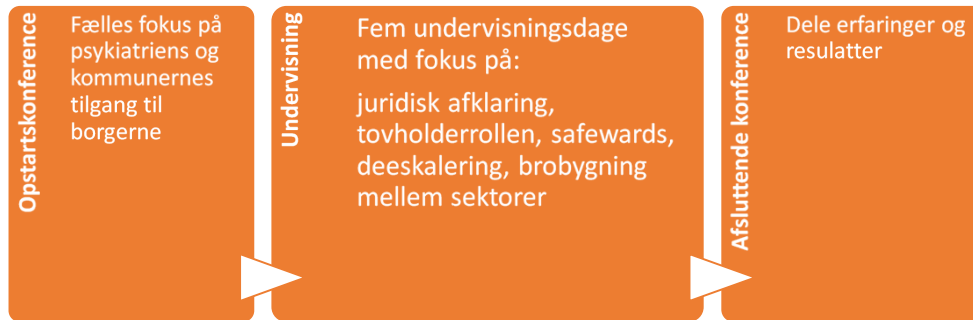 Opstartskonference
Fælles fokus på
psykiatriens og
kommunernes
tilgang til
borgerne
Undervisning
Fem undervisningsdage
med fokus på:
juridisk afklaring,
tovholderrollen, safewards,
deeskalering, brobygning
mellem sektorer
Afsluttende konference
Dele erfaringer og
resulatter